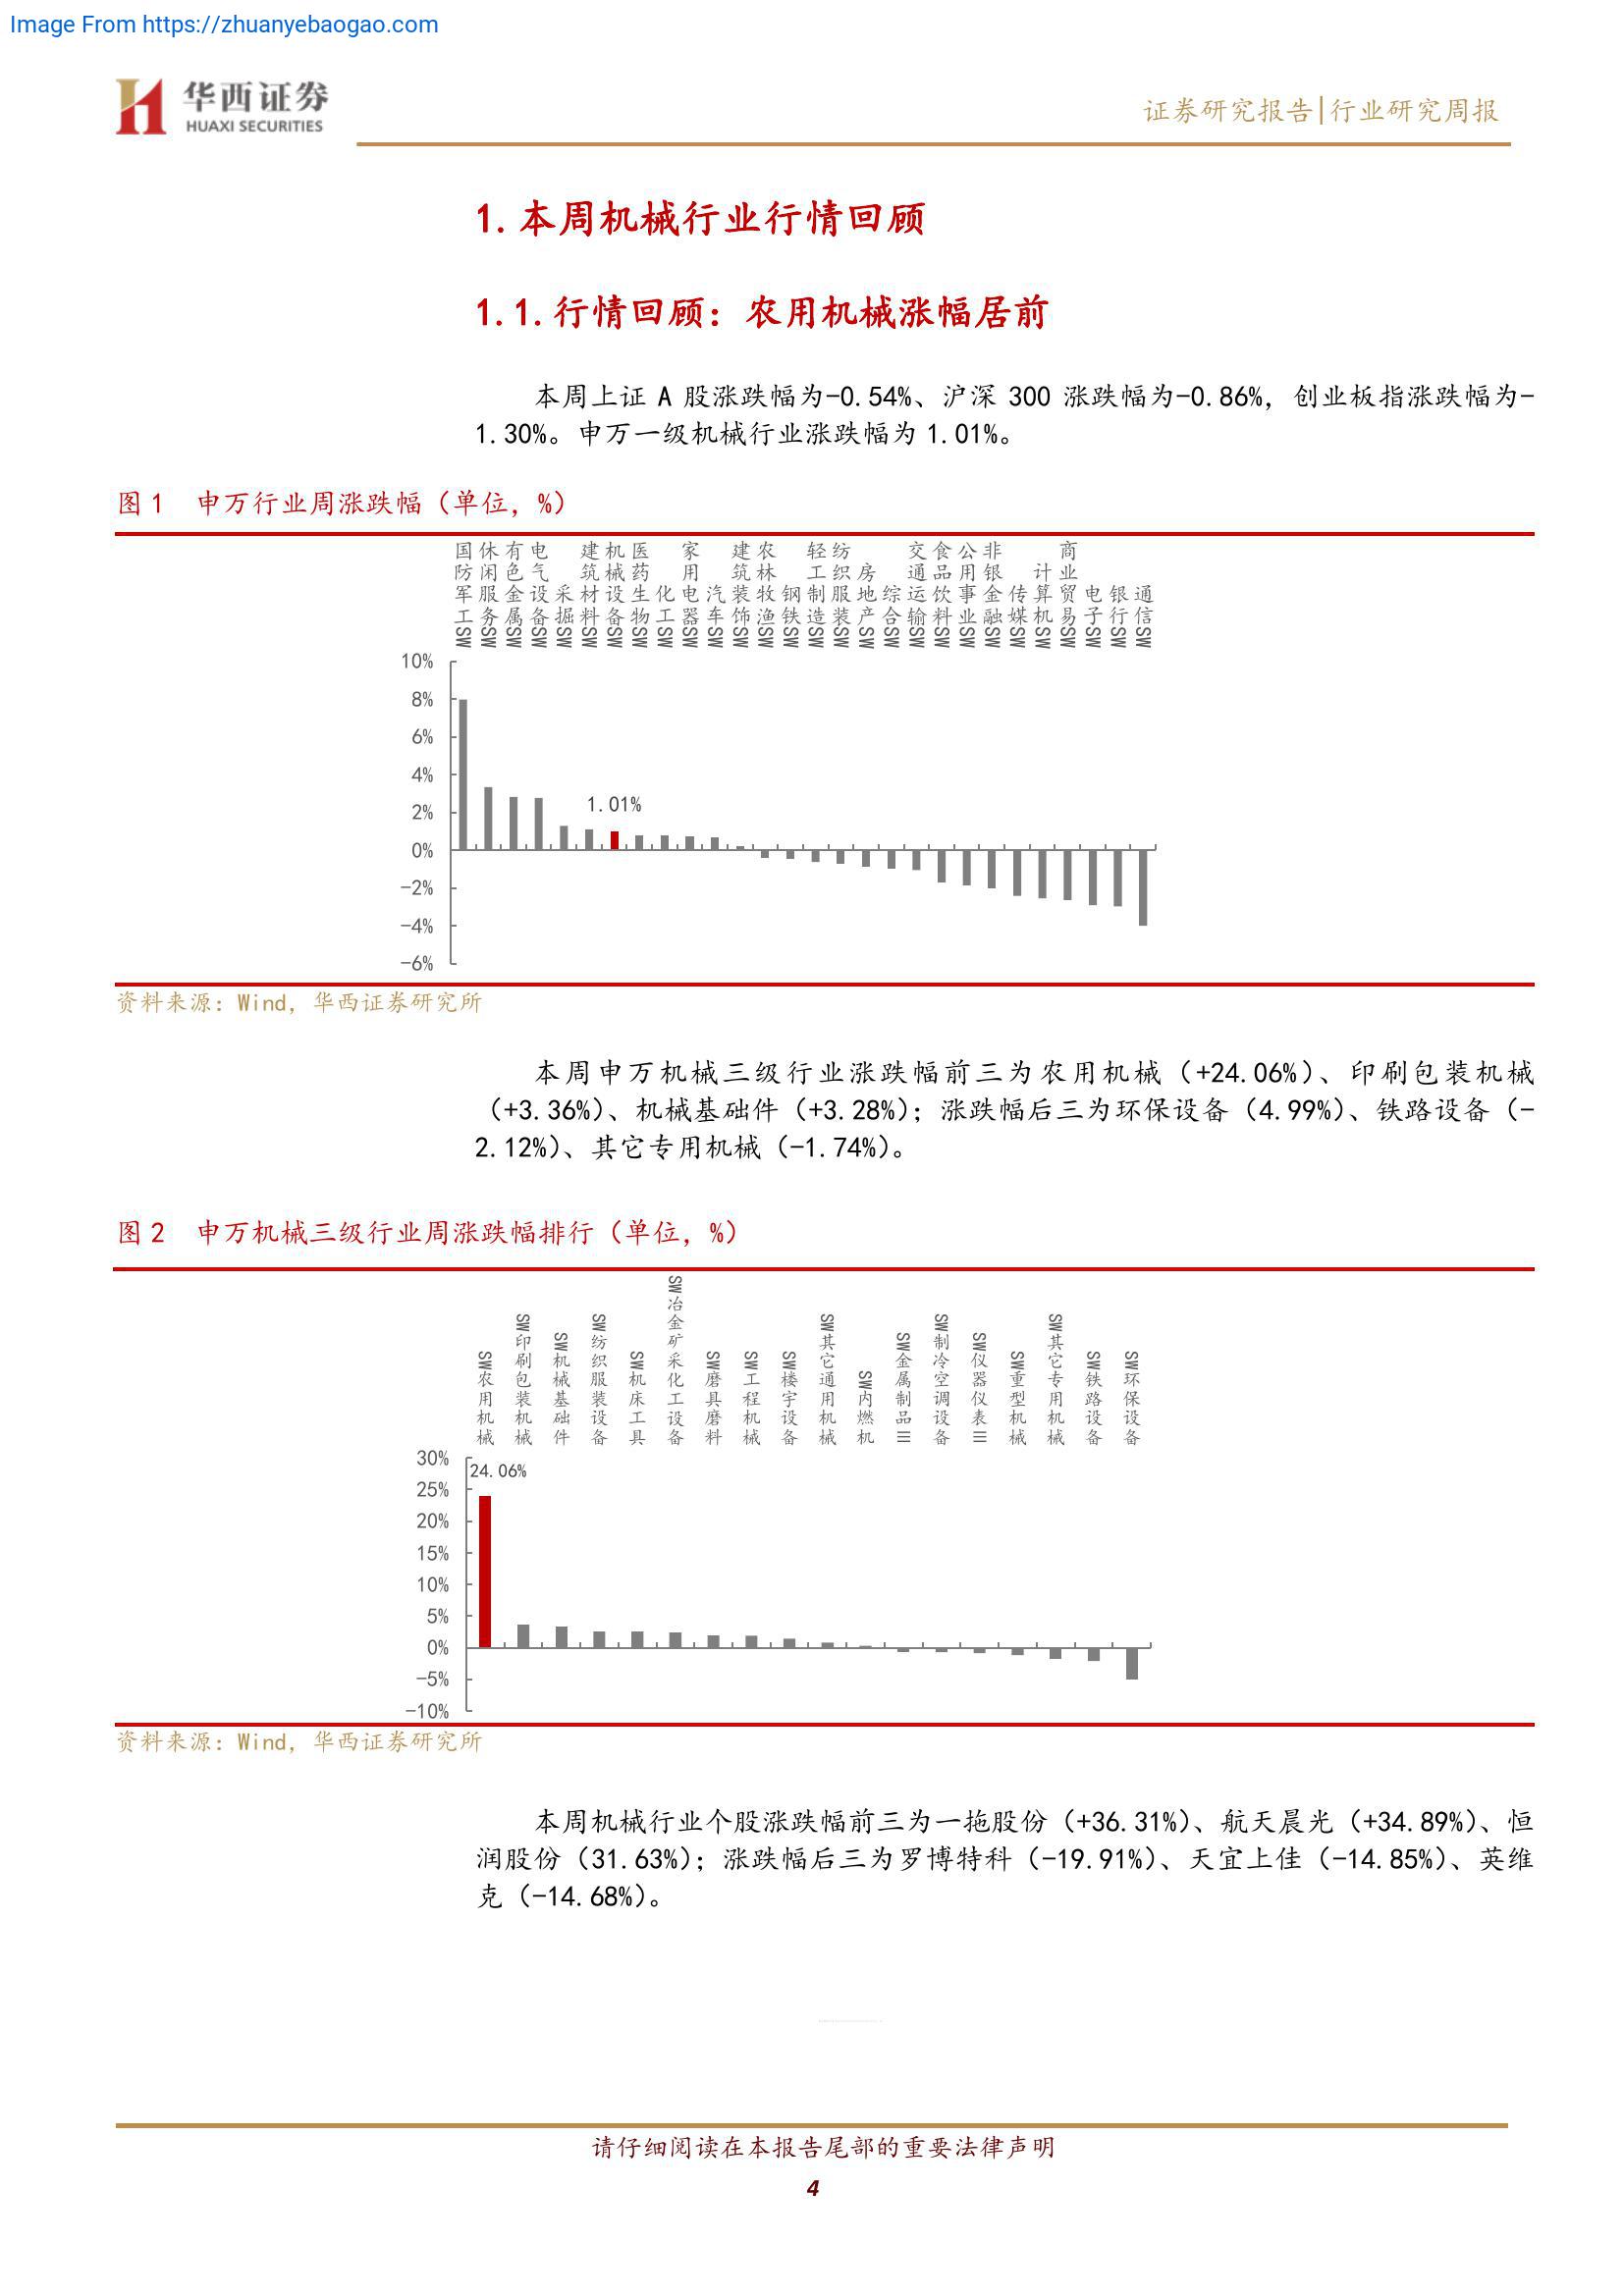 Image From https://zhuanyebaogao.com
华西证券
HUAXI SECURITIES
证券研究报告|行业研究周报
1.本周机械行业行情回顾
1.1.行情回顾：农用机械涨幅居前
本周上证 A 股涨跌幅为-0.54%、沪深 300 涨跌幅为-0.86%，创业板指涨跌幅为-
1.30%。申万一级机械行业涨跌幅为 1.01%。
图 1 申万行业周涨跌幅（单位，%）
国防军工SW
休闲服务SW
有色金属SW
电气设备SW
采掘SW
建筑材料SW
机械设备SW
医药生物SW
化工SW
家用电器SW
汽车SW
建筑装饰SW
农林牧渔SW
钢铁SW
轻工制造SW
纺织服装SW
房地产SW
综合SW
交通运输SW
食品饮料SW
公用事业SW
非银金融SW
传媒SW
计算机SW
商业贸易SW
电子SW
银行SW
通信SW
10%
8%
6%
4%
2%
0%
-2%
-4%
-6%
1.01%
资料来源：Wind，华西证券研究所
本周申万机械三级行业涨跌幅前三为农用机械（+24.06%）、印刷包装机械
（+3.36%）、机械基础件（+3.28%）；涨跌幅后三为环保设备（4.99%）、铁路设备（-
2.12%）、其它专用机械（-1.74%）。
图 2 申万机械三级行业周涨跌幅排行（单位，%）
SW农用机械
SW印刷包装机械
SW机械基础件
SW纺织服装设备
SW机床工具
SW冶金矿采化工设备
SW磨具磨料
SW工程机械
SW楼宇设备
SW其它通用机械
SW内燃机
SW金属制品Ⅲ
SW制冷空调设备
SW仪器仪表Ⅲ
SW重型机械
SW其它专用机械
SW铁路设备
SW环保设备
30%
25%
20%
15%
10%
5%
0%
-5%
-10%
24.06%
资料来源：Wind，华西证券研究所
本周机械行业个股涨跌幅前三为一拖股份（+36.31%）、航天晨光（+34.89%）、恒
润股份（31.63%）；涨跌幅后三为罗博特科（-19.91%）、天宜上佳（-14.85%）、英维
克（-14.68%）。
请仔细阅读在本报告尾部的重要法律声明
4